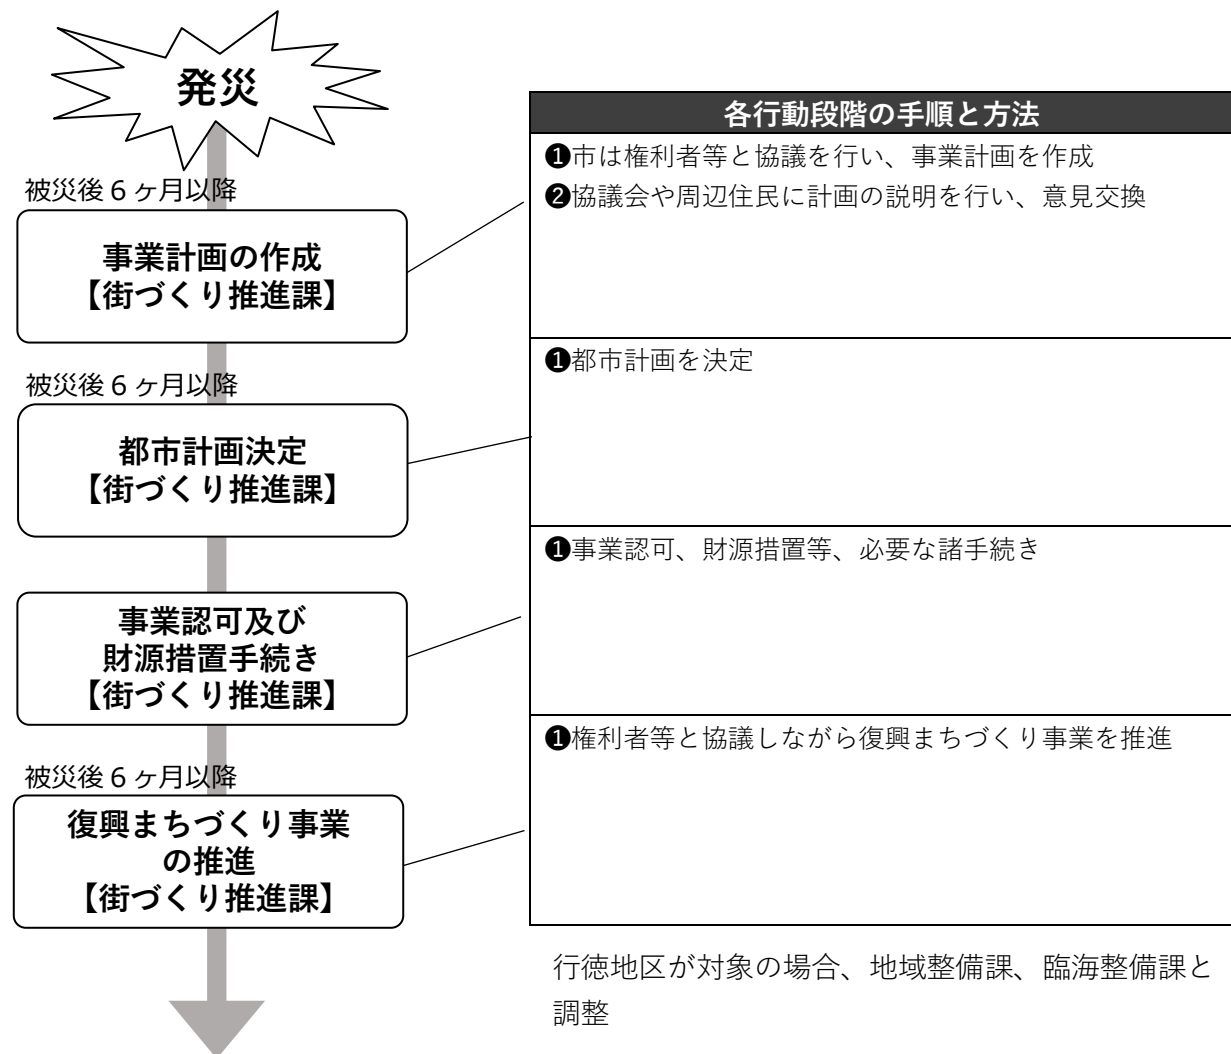 発災
被災後６ヶ月以降
事業計画の作成
【街づくり推進課】
被災後６ヶ月以降
都市計画決定
【街づくり推進課】
事業認可及び
財源措置手続き
【街づくり推進課】
被災後６ヶ月以降
復興まちづくり事業
の推進
【街づくり推進課】
各行動段階の手順と方法
❶市は権利者等と協議を行い、事業計画を作成
❷協議会や周辺住民に計画の説明を行い、意見交換
❶都市計画を決定
❶事業認可、財源措置等、必要な諸手続き
❶権利者等と協議しながら復興まちづくり事業を推進
行徳地区が対象の場合、地域整備課、臨海整備課と
調整